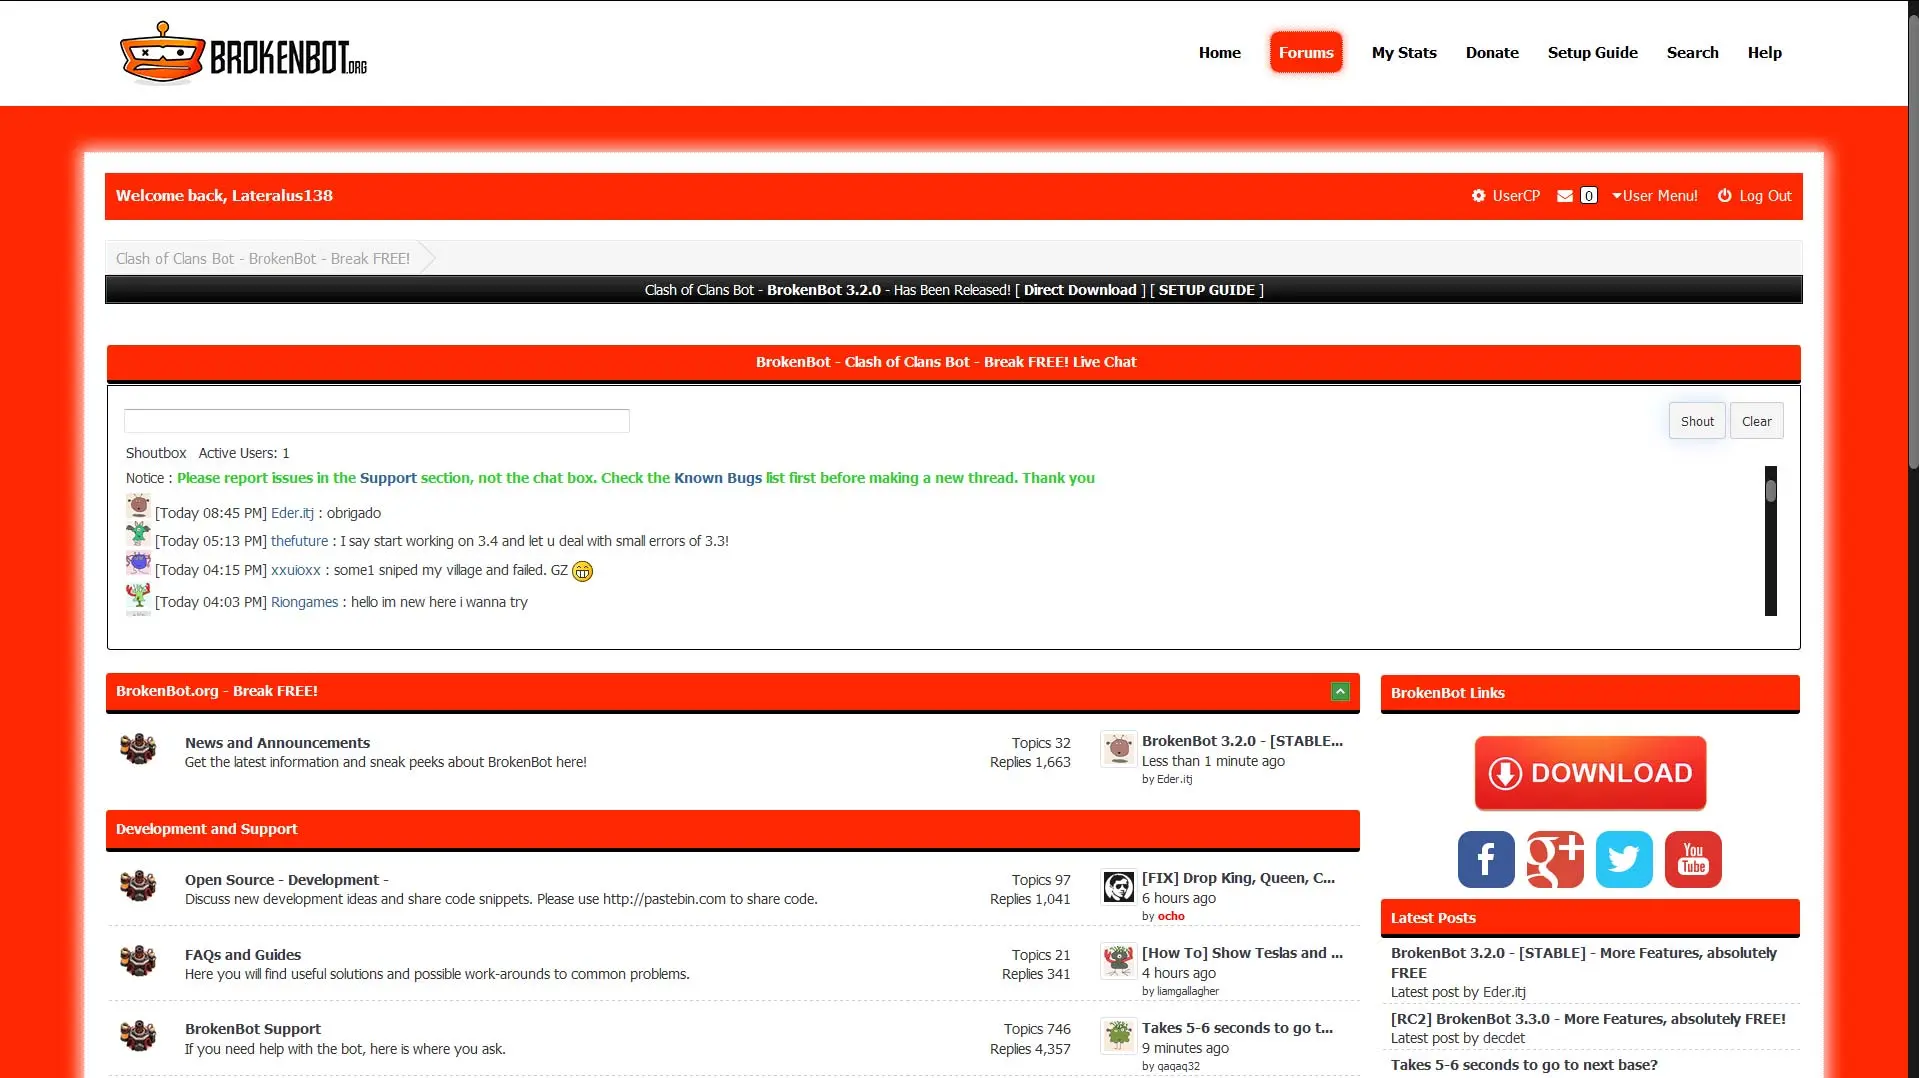 BROKENBOT.ORG
Home Forums My Stats Donate Setup Guide Search Help
Welcome back, Lateralus138
UserCP 0 User Menu! Log Out
Clash of Clans Bot - BrokenBot - Break FREE!
Clash of Clans Bot - BrokenBot 3.2.0 - Has Been Released! [ Direct Download ] [ SETUP GUIDE ]
BrokenBot - Clash of Clans Bot - Break FREE! Live Chat
Shout Clear
Shoutbox Active Users: 1
Notice : Please report issues in the Support section, not the chat box. Check the Known Bugs list first before making a new thread. Thank you
[Today 08:45 PM] Eder.itj : obrigado
[Today 05:13 PM] thefuture : I say start working on 3.4 and let u deal with small errors of 3.3!
[Today 04:15 PM] xxuioxx : some1 sniped my village and failed. GZ
[Today 04:03 PM] Riongames : hello im new here i wanna try
BrokenBot.org - Break FREE!
News and Announcements
Get the latest information and sneak peeks about BrokenBot here!
Topics 32
Replies 1,663
BrokenBot 3.2.0 - [STABLE...
Less than 1 minute ago
by Eder.itj
Development and Support
Open Source - Development -
Discuss new development ideas and share code snippets. Please use http://pastebin.com to share code.
Topics 97
Replies 1,041
[FIX] Drop King, Queen, C...
6 hours ago
by ocho
FAQs and Guides
Here you will find useful solutions and possible work-arounds to common problems.
Topics 21
Replies 341
[How To] Show Teslas and ...
4 hours ago
by liamgallagher
BrokenBot Support
If you need help with the bot, here is where you ask.
Topics 746
Replies 4,357
Takes 5-6 seconds to go t...
9 minutes ago
by qaqaq32
BrokenBot Links
DOWNLOAD
f g+ You Tube
Latest Posts
BrokenBot 3.2.0 - [STABLE] - More Features, absolutely
FREE
Latest post by Eder.itj
[RC2] BrokenBot 3.3.0 - More Features, absolutely FREE!
Latest post by decdet
Takes 5-6 seconds to go to next base?